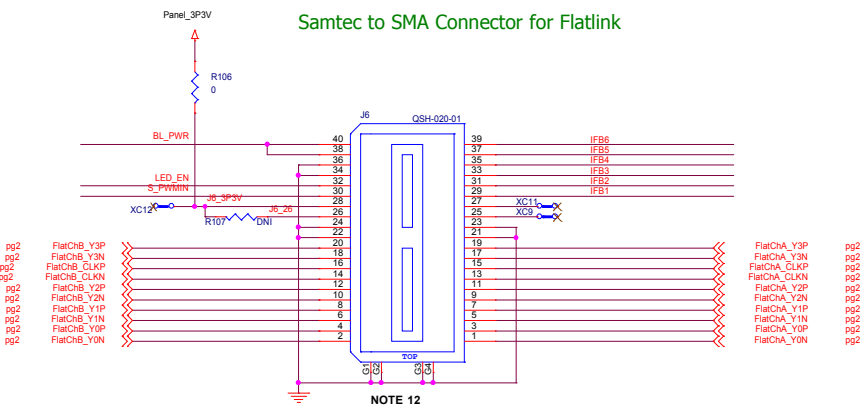 Panel_3P3V
Samtec to SMA Connector for Flatlink
R106
0
J6
QSH-020-01
BL_PWR
40
39
IFB6
38
37
IFB5
36
35
IFB4
34
33
IFB3
LED_EN
32
31
IFB2
S_PWMIN
30
29
IFB1
J6_3P3V
28
27
XC11
XC12
J6_26
26
25
XC9
R107
DNI
24
23
22
21
pg2 FlatChB_Y3P
20
19
FlatChA_Y3P pg2
pg2 FlatChB_Y3N
18
17
FlatChA_Y3N pg2
pg2 FlatChB_CLKP
16
15
FlatChA_CLKP pg2
pg2 FlatChB_CLKN
14
13
FlatChA_CLKN pg2
pg2 FlatChB_Y2P
12
11
FlatChA_Y2P pg2
pg2 FlatChB_Y2N
10
9
FlatChA_Y2N pg2
pg2 FlatChB_Y1P
8
7
FlatChA_Y1P pg2
pg2 FlatChB_Y1N
6
5
FlatChA_Y1N pg2
pg2 FlatChB_Y0P
4
3
FlatChA_Y0P pg2
pg2 FlatChB_Y0N
2
1
FlatChA_Y0N pg2
TOP
G1
G2
G3
G4
NOTE 12